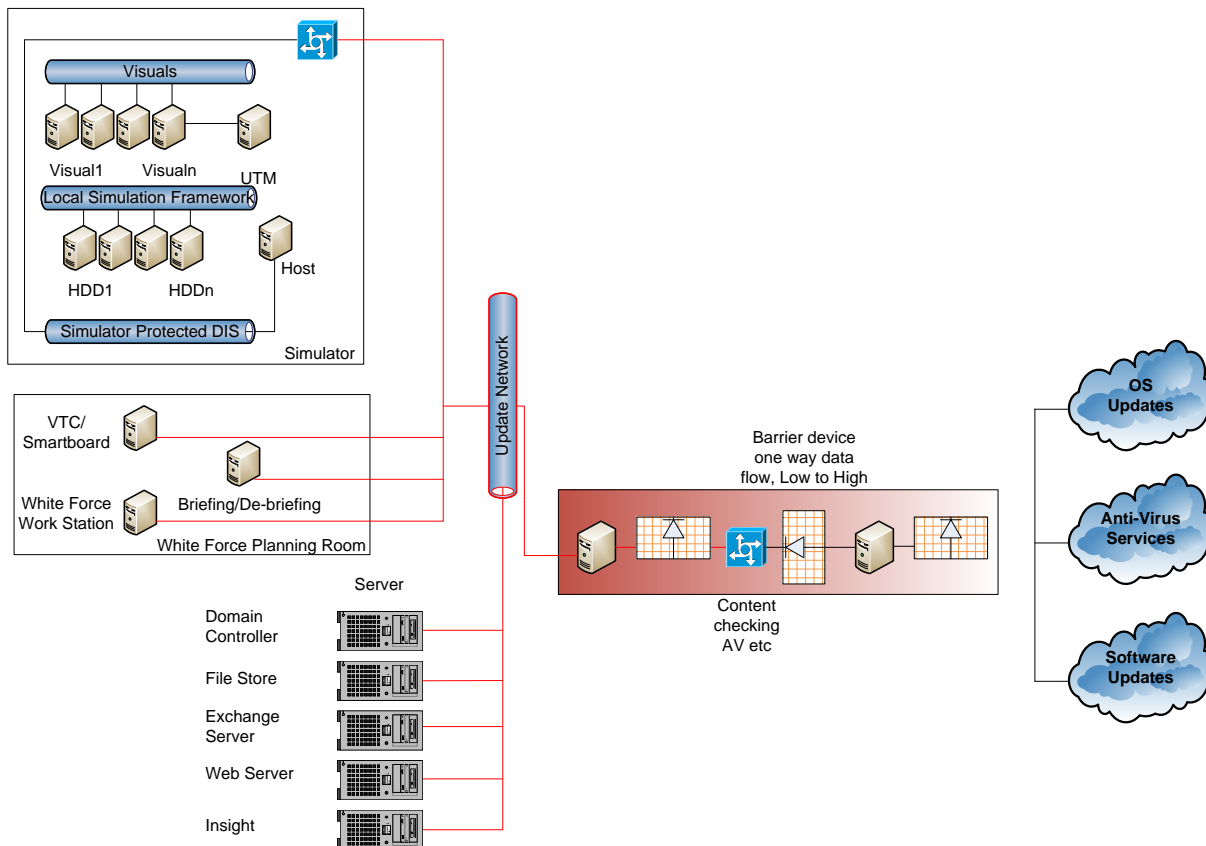 Visuals
Visual1
Visualn
UTM
Local Simulation Framework
Host
HDD1
HDDn
Simulator Protected DIS
Simulator
VTC/
Smartboard
Briefing/De-briefing
White Force
Work Station
White Force Planning Room
Update Network
Server
Domain
Controller
File Store
Exchange
Server
Web Server
Insight
Barrier device
one way data
flow, Low to High
Content
checking
AV etc
OS
Updates
Anti-Virus
Services
Software
Updates